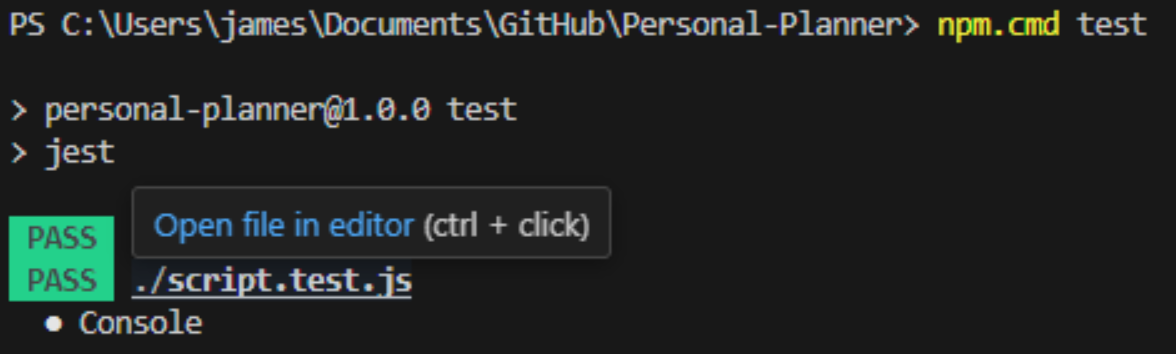 PS C:\Users\james\Documents\GitHub\Personal-Planner> npm.cmd test
> personal-planner@1.0.0 test
> jest
Open file in editor (ctrl + click)
PASS
PASS ./script.test.js
● Console